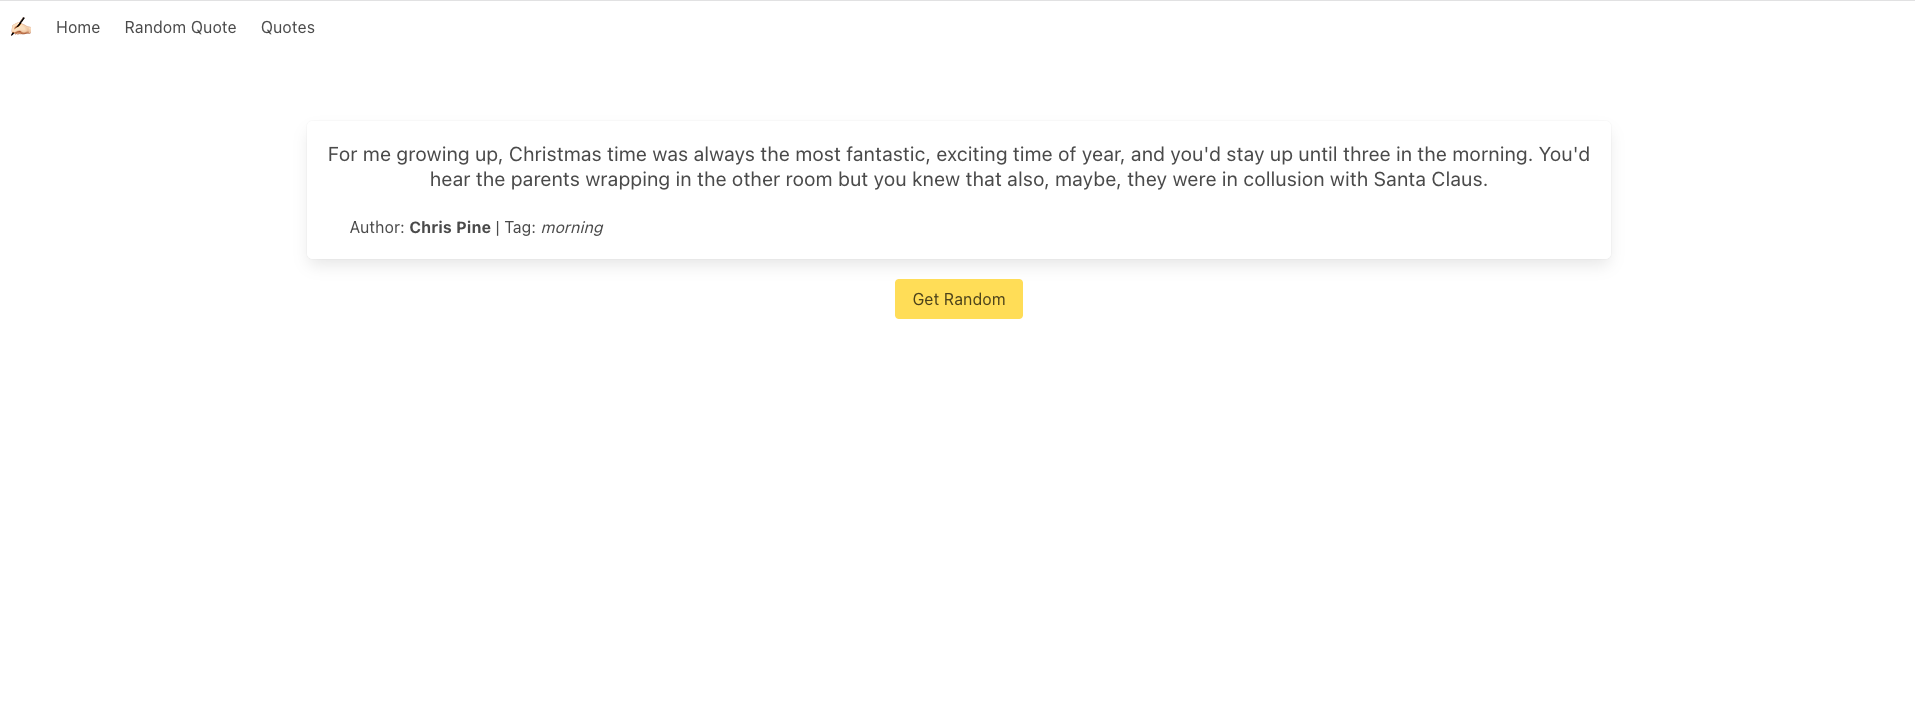 Home Random Quote Quotes
For me growing up, Christmas time was always the most fantastic, exciting time of year, and you'd stay up until three in the morning. You'd
hear the parents wrapping in the other room but you knew that also, maybe, they were in collusion with Santa Claus.
Author: Chris Pine | Tag: morning
Get Random